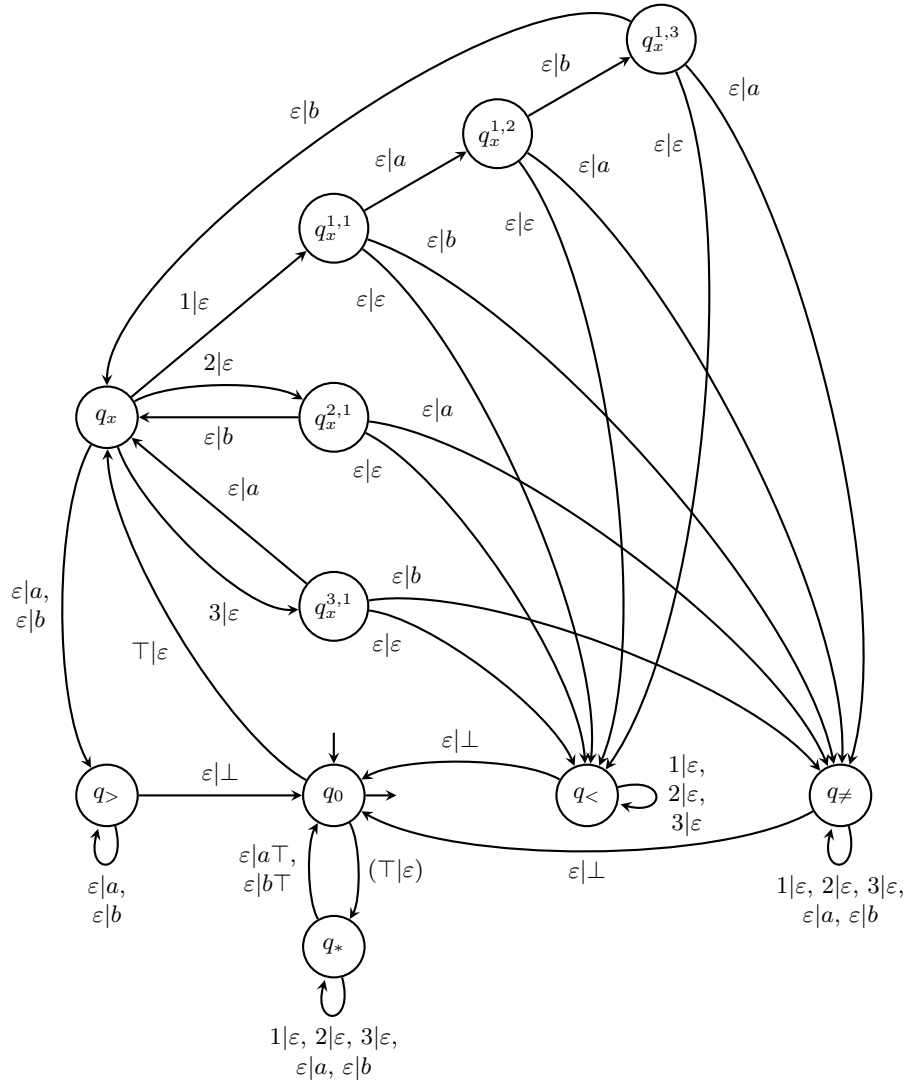 $q_x^{1,3}$
ε|b
ε|a
ε|b
$q_x^{1,2}$
ε|ε
ε|a
ε|a
$q_x^{1,1}$
ε|ε
ε|b
1|ε
ε|ε
2|ε
$q_x$
$q_x^{2,1}$
ε|a
ε|b
ε|ε
ε|a
ε|b
ε|a,
ε|b
3|ε
$q_x^{3,1}$
⊤|ε
ε|ε
ε|⊥
ε|⊥
1|ε,
2|ε,
3|ε
$q_>$
$q_0$
$q_<$
$q_{\neq}$
ε|a⊤,
ε|b⊤
(⊤|ε)
ε|⊥
ε|a,
ε|b
1|ε, 2|ε, 3|ε,
ε|a, ε|b
$q_*$
1|ε, 2|ε, 3|ε,
ε|a, ε|b